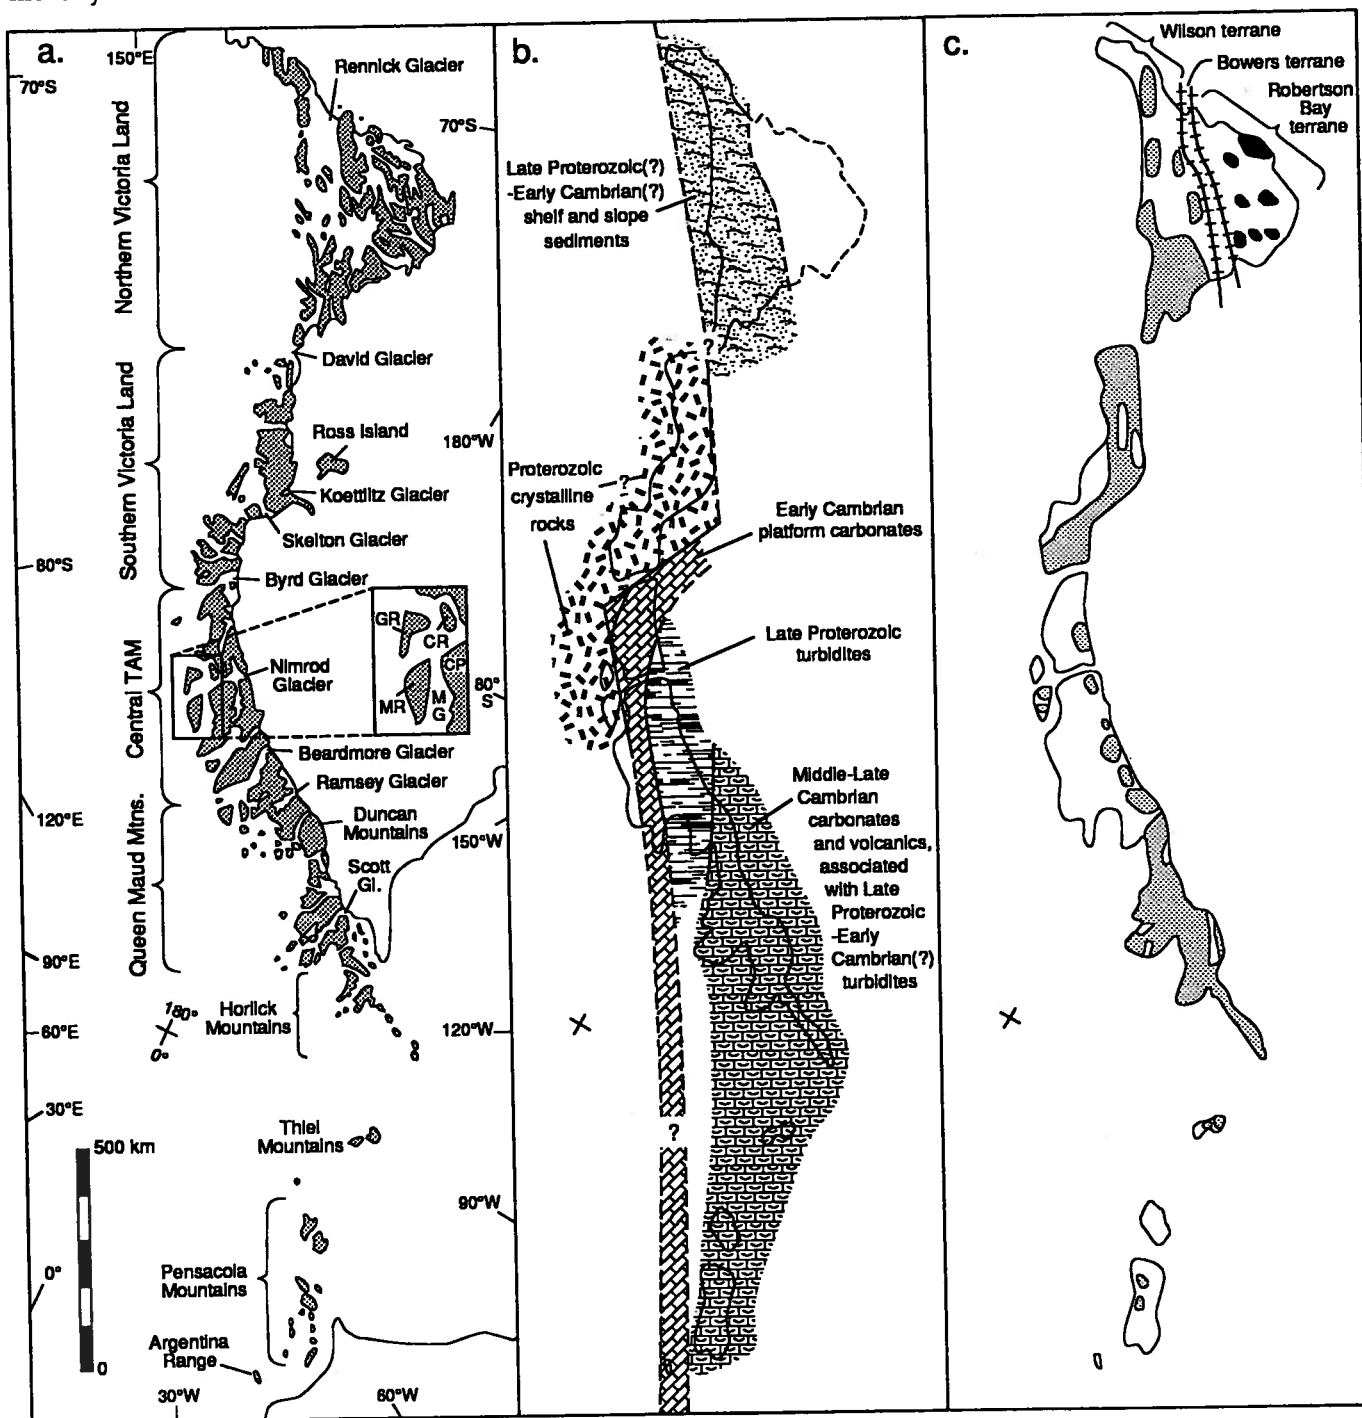 a.
150°E
70°S
Rennick Glacier
70°S
Northern Victoria Land
David Glacier
Southern Victoria Land
Ross Island
180°W
Koettlitz Glacier
Skelton Glacier
80°S
Byrd Glacier
GR
CR
CP
MR
M
G
Central TAM
Nimrod
Glacier
80°
S
Beardmore Glacier
Ramsey Glacier
120°E
Duncan
Mountains
150°W
Queen Maud Mtns.
Scott
Gl.
90°E
180°
0°
Horlick
Mountains
60°E
120°W
30°E
500 km
Thiel
Mountains
90°W
0°
Pensacola
Mountains
Argentina
Range
0
30°W
60°W
b.
Late Proterozoic(?)
-Early Cambrian(?)
shelf and slope
sediments
?
?
Proterozoic
crystalline
rocks
Early Cambrian
platform carbonates
Late Proterozoic
turbidites
Middle-Late
Cambrian
carbonates
and volcanics,
associated
with Late
Proterozoic
-Early
Cambrian(?)
turbidites
?
c.
Wilson terrane
Bowers terrane
Robertson
Bay
terrane